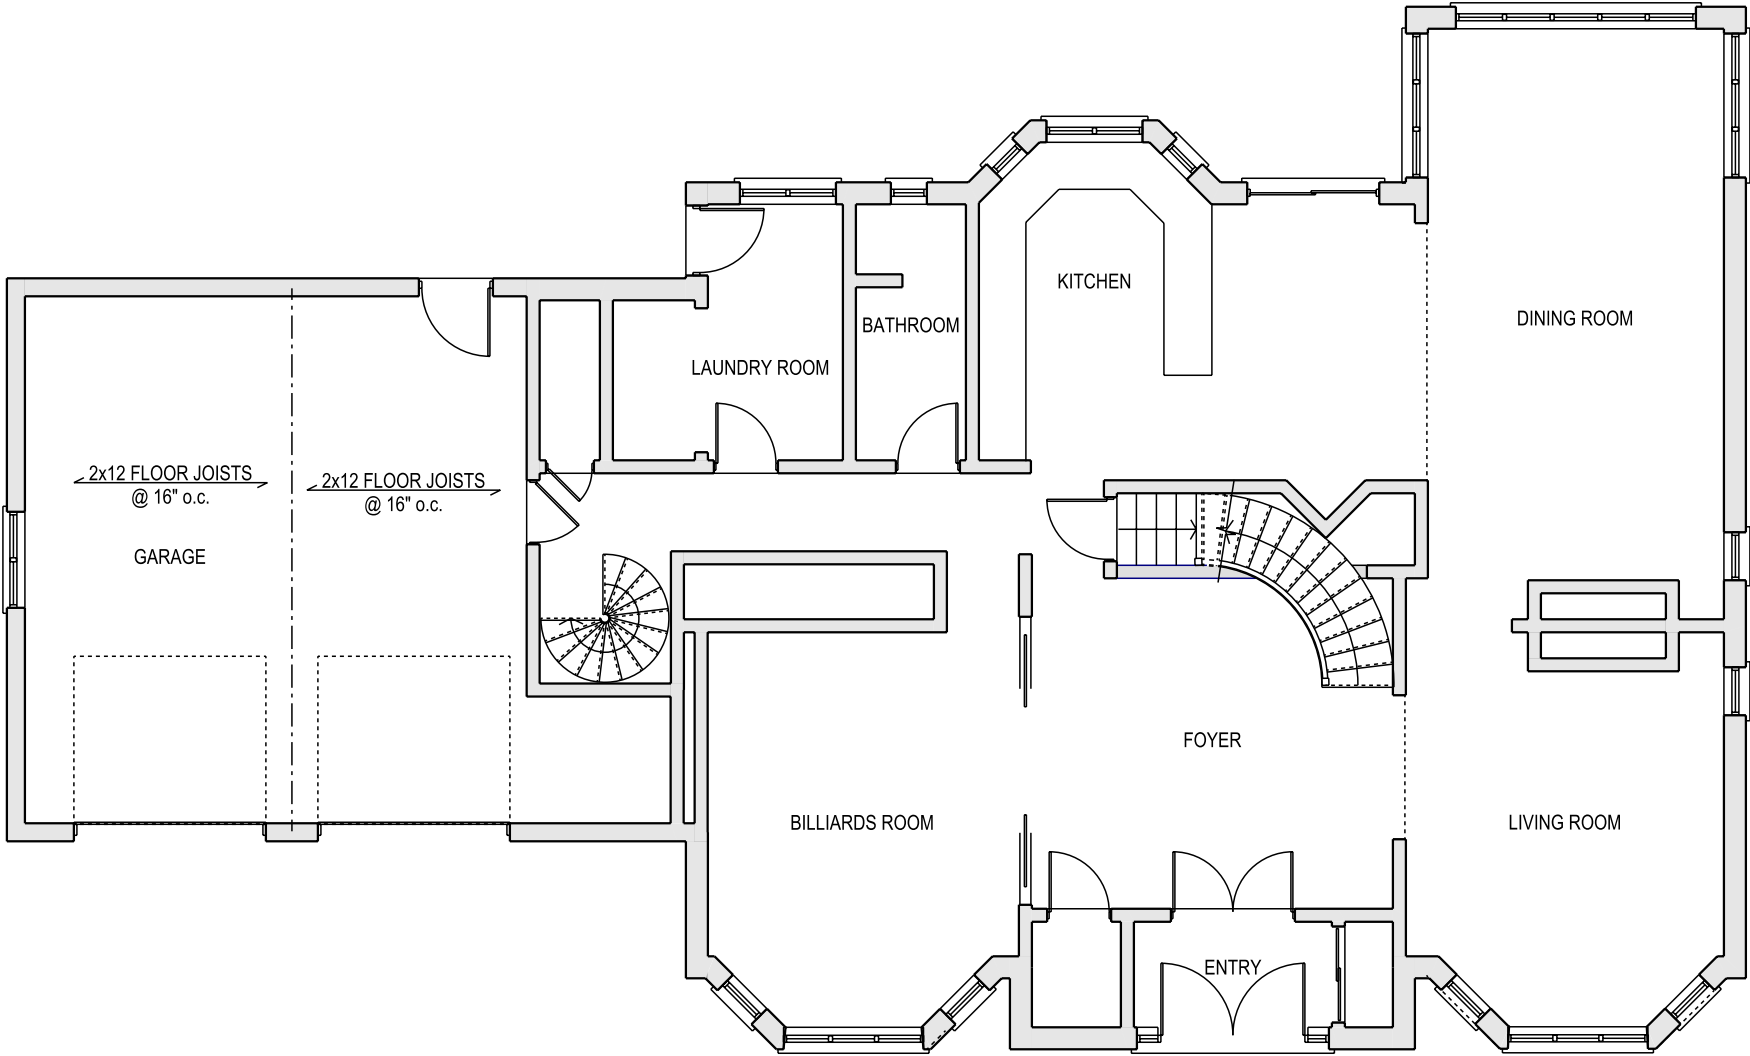 KITCHEN
DINING ROOM
BATHROOM
LAUNDRY ROOM
2x12 FLOOR JOISTS
@ 16" o.c.
2x12 FLOOR JOISTS
@ 16" o.c.
GARAGE
FOYER
BILLIARDS ROOM
LIVING ROOM
ENTRY